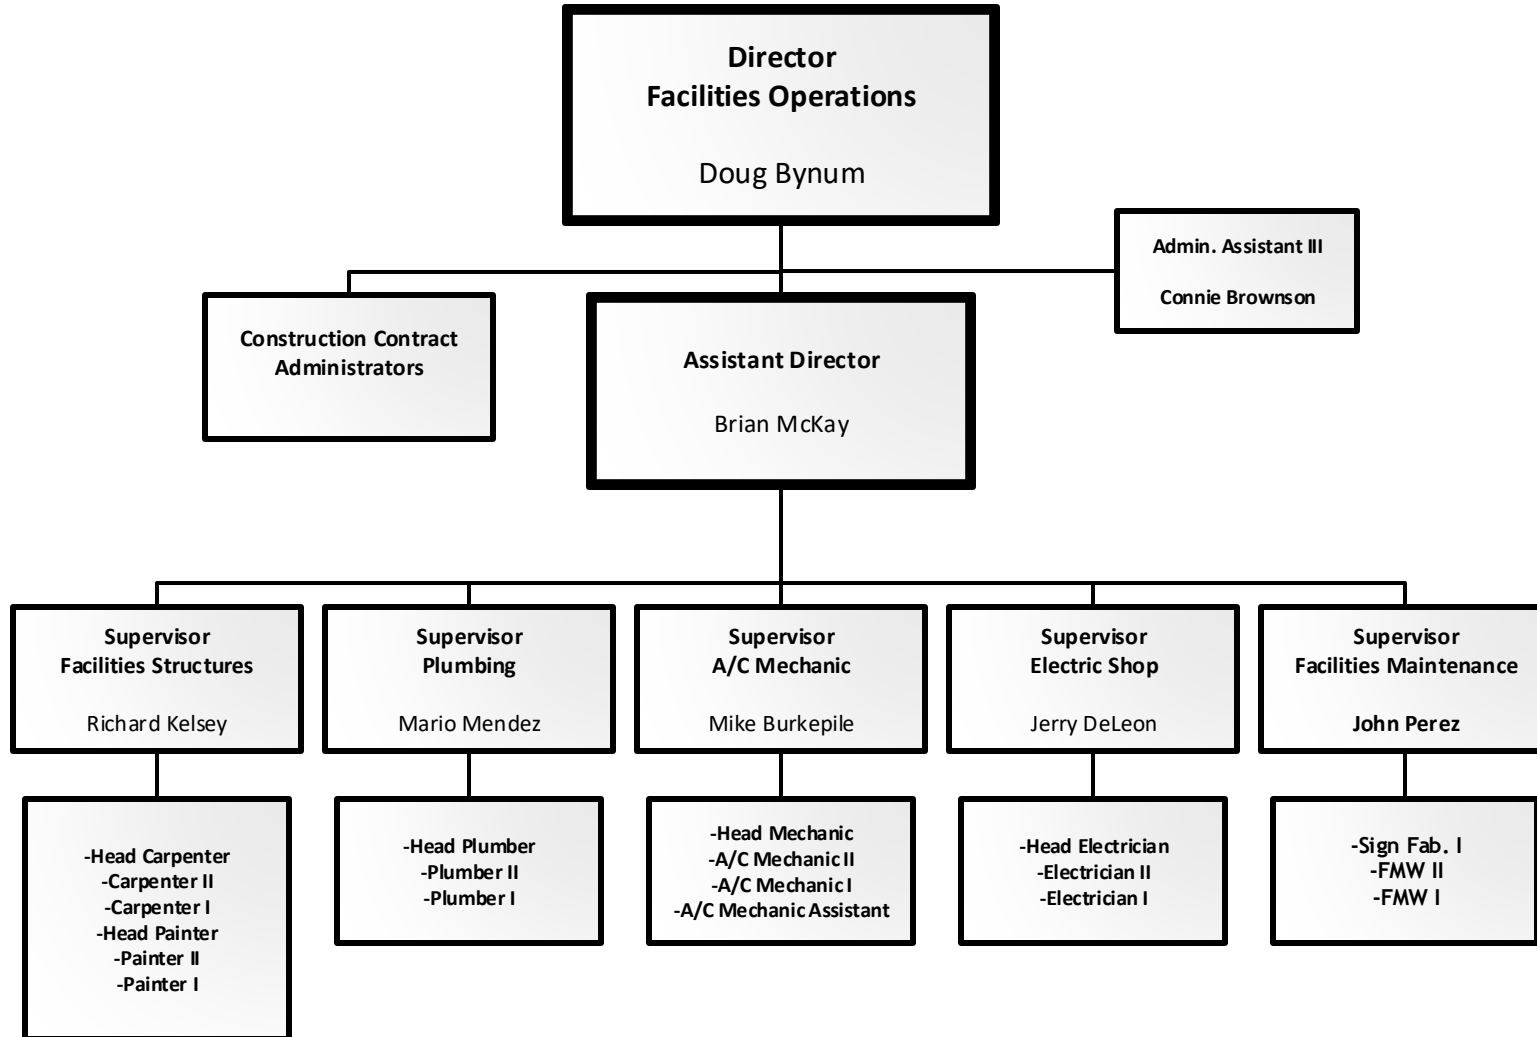 Director
Facilities Operations
Doug Bynum
Admin. Assistant III
Connie Brownson
Construction Contract
Administrators
Assistant Director
Brian McKay
Supervisor
Facilities Structures
Richard Kelsey
Supervisor
Plumbing
Mario Mendez
Supervisor
A/C Mechanic
Mike Burkepile
Supervisor
Electric Shop
Jerry DeLeon
Supervisor
Facilities Maintenance
John Perez
-Head Carpenter
-Carpenter II
-Carpenter I
-Head Painter
-Painter II
-Painter I
-Head Plumber
-Plumber II
-Plumber I
-Head Mechanic
-A/C Mechanic II
-A/C Mechanic I
-A/C Mechanic Assistant
-Head Electrician
-Electrician II
-Electrician I
-Sign Fab. I
-FMW II
-FMW I